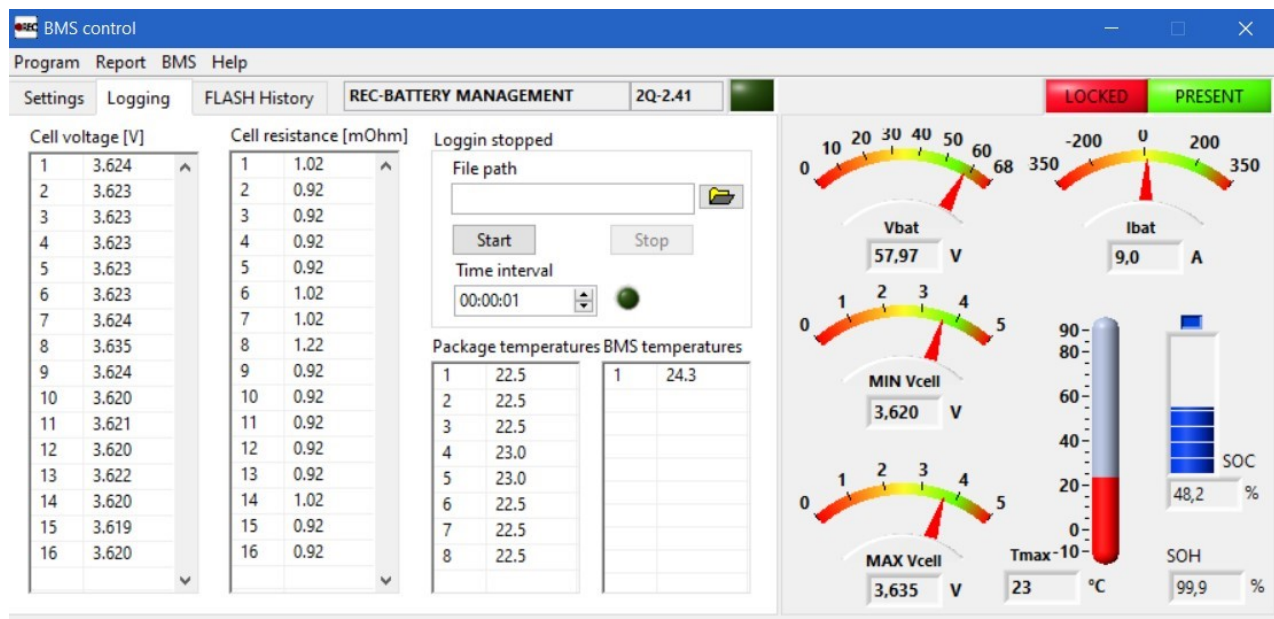 REC BMS control
Program Report BMS Help
Settings Logging FLASH History REC-BATTERY MANAGEMENT 2Q-2.41 LOCKED PRESENT
Cell voltage [V]
1 3.624
2 3.623
3 3.623
4 3.623
5 3.623
6 3.623
7 3.624
8 3.635
9 3.624
10 3.620
11 3.621
12 3.620
13 3.622
14 3.620
15 3.619
16 3.620
Cell resistance [mOhm]
1 1.02
2 0.92
3 0.92
4 0.92
5 0.92
6 1.02
7 1.02
8 1.22
9 0.92
10 0.92
11 0.92
12 0.92
13 0.92
14 1.02
15 0.92
16 0.92
Loggin stopped
File path
Start Stop
Time interval
00:00:01
Package temperatures
1 22.5
2 22.5
3 22.5
4 23.0
5 23.0
6 22.5
7 22.5
8 22.5
BMS temperatures
1 24.3
0 10 20 30 40 50 60 68
Vbat
57,97 V
350 -200 0 200 350
Ibat
9,0 A
0 1 2 3 4 5
MIN Vcell
3,620 V
0 1 2 3 4 5
MAX Vcell
3,635 V
90
80
60
40
20
0
-10
Tmax
23 °C
SOC
48,2 %
SOH
99,9 %